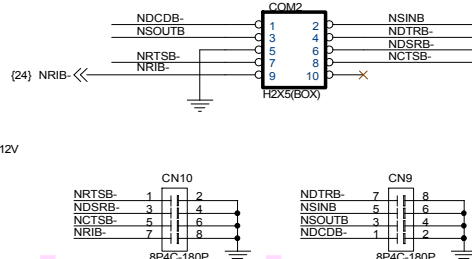 COM2
NDCDB- 1 2 NSINB
NSOUTB 3 4 NDTRB-
5 6 NDSRB-
NRTSB- 7 8 NCTSB-
{24} NRIB- NRIB- 9 10
H2X5(BOX)
12V
CN10 CN9
NRTSB- 1 2 NDTRB- 7 8
NDSRB- 3 4 NSINB 5 6
NCTSB- 5 6 NSOUTB 3 4
NRIB- 7 8 NDCDB- 1 2
8P4C-180P 8P4C-180P